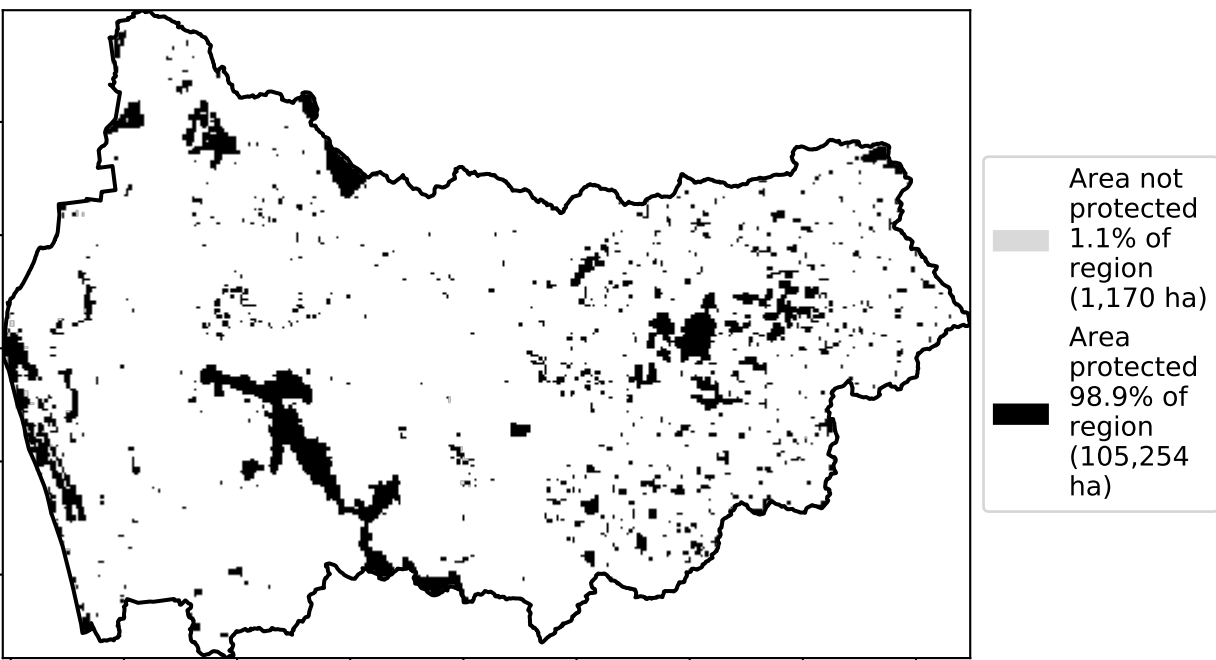 Area not
protected
1.1% of
region
(1,170 ha)
Area
protected
98.9% of
region
(105,254
ha)